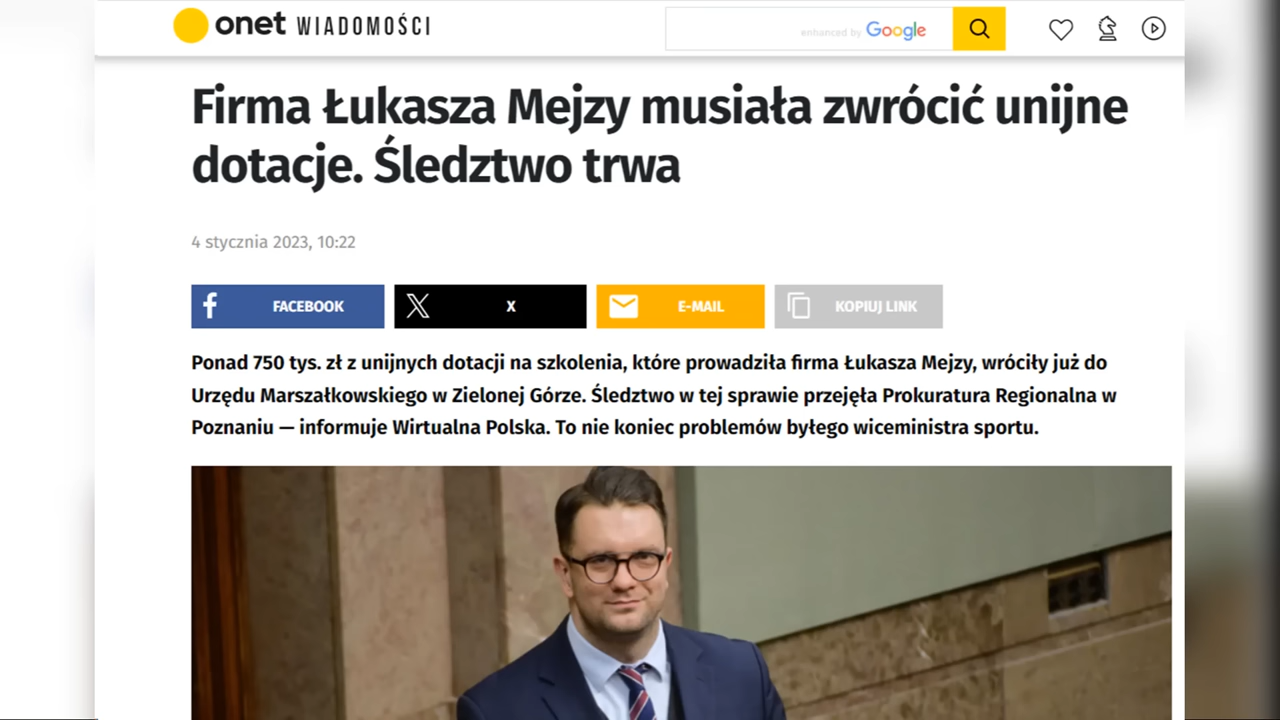 onet WIADOMOŚCI
enhanced by Google
Firma Łukasza Mejzy musiała zwrócić unijne
dotacje. Śledztwo trwa
4 stycznia 2023, 10:22
FACEBOOK
X
E-MAIL
KOPIUJ LINK
Ponad 750 tys. zł z unijnych dotacji na szkolenia, które prowadziła firma Łukasza Mejzy, wróciły już do
Urzędu Marszałkowskiego w Zielonej Górze. Śledztwo w tej sprawie przejęła Prokuratura Regionalna w
Poznaniu — informuje Wirtualna Polska. To nie koniec problemów byłego wiceministra sportu.